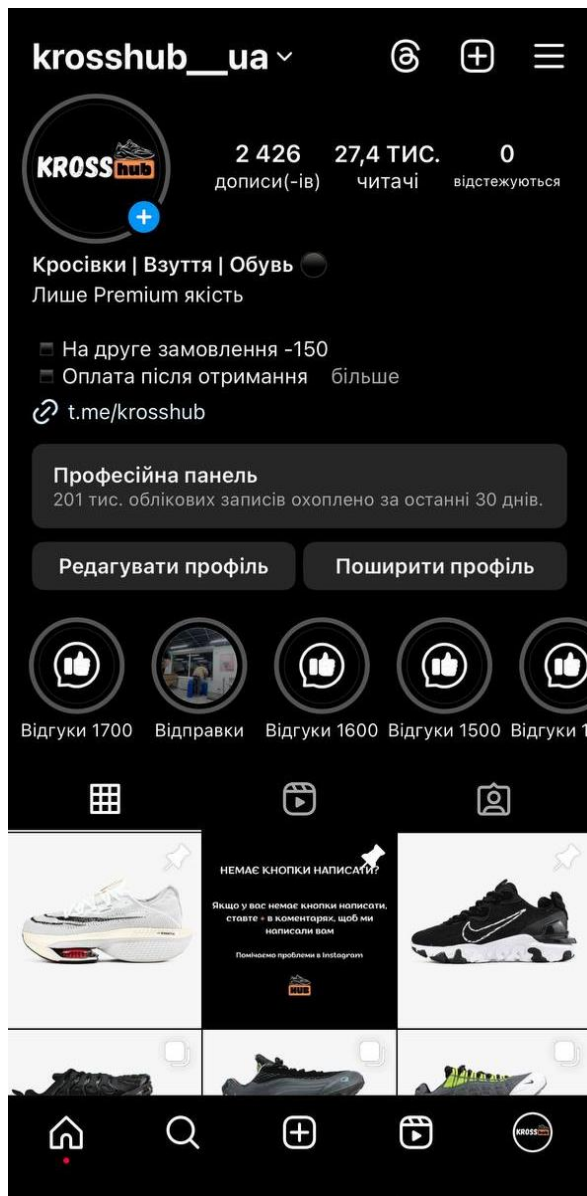 krosshub__ua
KROSS hub
2 426
дописи(-ів)
27,4 ТИС.
читачі
0
відстежуються
Кросівки | Взуття | Обувь
Лише Premium якість
На друге замовлення -150
Оплата після отримання більше
t.me/krosshub
Професійна панель
201 тис. облікових записів охоплено за останні 30 днів.
Редагувати профіль
Поширити профіль
Відгуки 1700
Відправки
Відгуки 1600
Відгуки 1500
Відгуки 1
НЕМАЄ КНОПКИ НАПИСАТИ?
Якщо у вас немає кнопки написати,
ставте + в коментарях, щоб ми
написали вам
Помічаємо проблеми в Instagram
HUB
KROSS